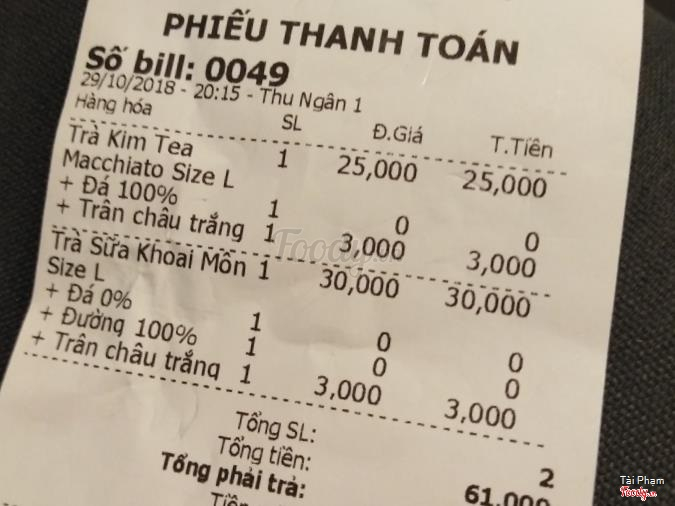 PHIẾU THANH TOÁN
Số bill: 0049
29/10/2018 - 20:15 - Thu Ngân 1
Hàng hóa SL Đ.Giá T.Tiền
Trà Kim Tea 1 25,000 25,000
Macchiato Size L
+ Đá 100% 1 0 0
+ Trân châu trắng 1 3,000 3,000
Trà Sữa Khoai Môn 1 30,000 30,000
Size L
+ Đá 0% 1 0 0
+ Đường 100% 1 0 0
+ Trân châu trắng 1 3,000 3,000
Tổng SL: 2
Tổng tiền: 61,000
Tổng phải trả:
Foody.vn
Tài Phạm
Foody.vn